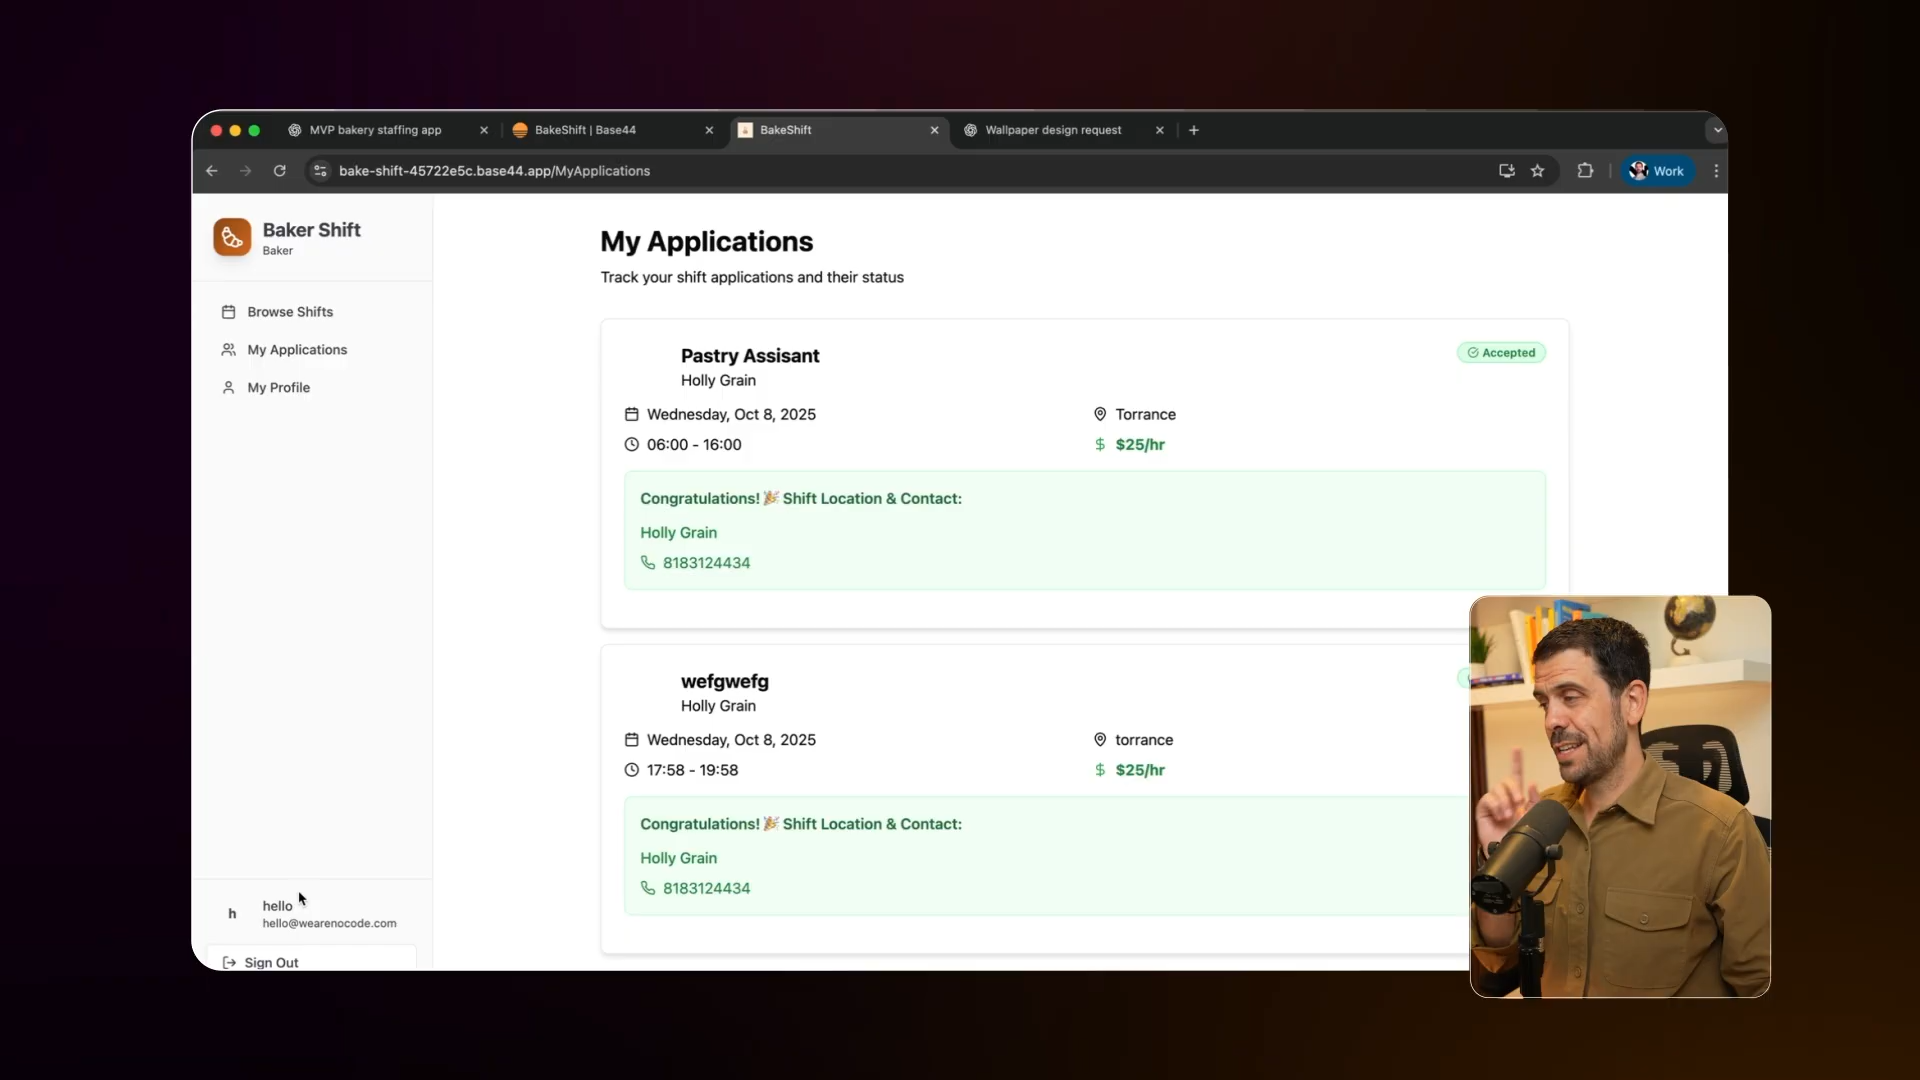 MVP bakery staffing app
BakeShift | Base44
BakeShift
Wallpaper design request
bake-shift-45722e5c.base44.app/MyApplications
Work
Baker Shift
Baker
Browse Shifts
My Applications
My Profile
My Applications
Track your shift applications and their status
Pastry Assisant
Accepted
Holly Grain
Wednesday, Oct 8, 2025
Torrance
06:00 - 16:00
$25/hr
Congratulations! 🎉 Shift Location & Contact:
Holly Grain
8183124434
wefgwefg
Holly Grain
Wednesday, Oct 8, 2025
torrance
17:58 - 19:58
$25/hr
Congratulations! 🎉 Shift Location & Contact:
Holly Grain
8183124434
h
hello
hello@wearenocode.com
Sign Out